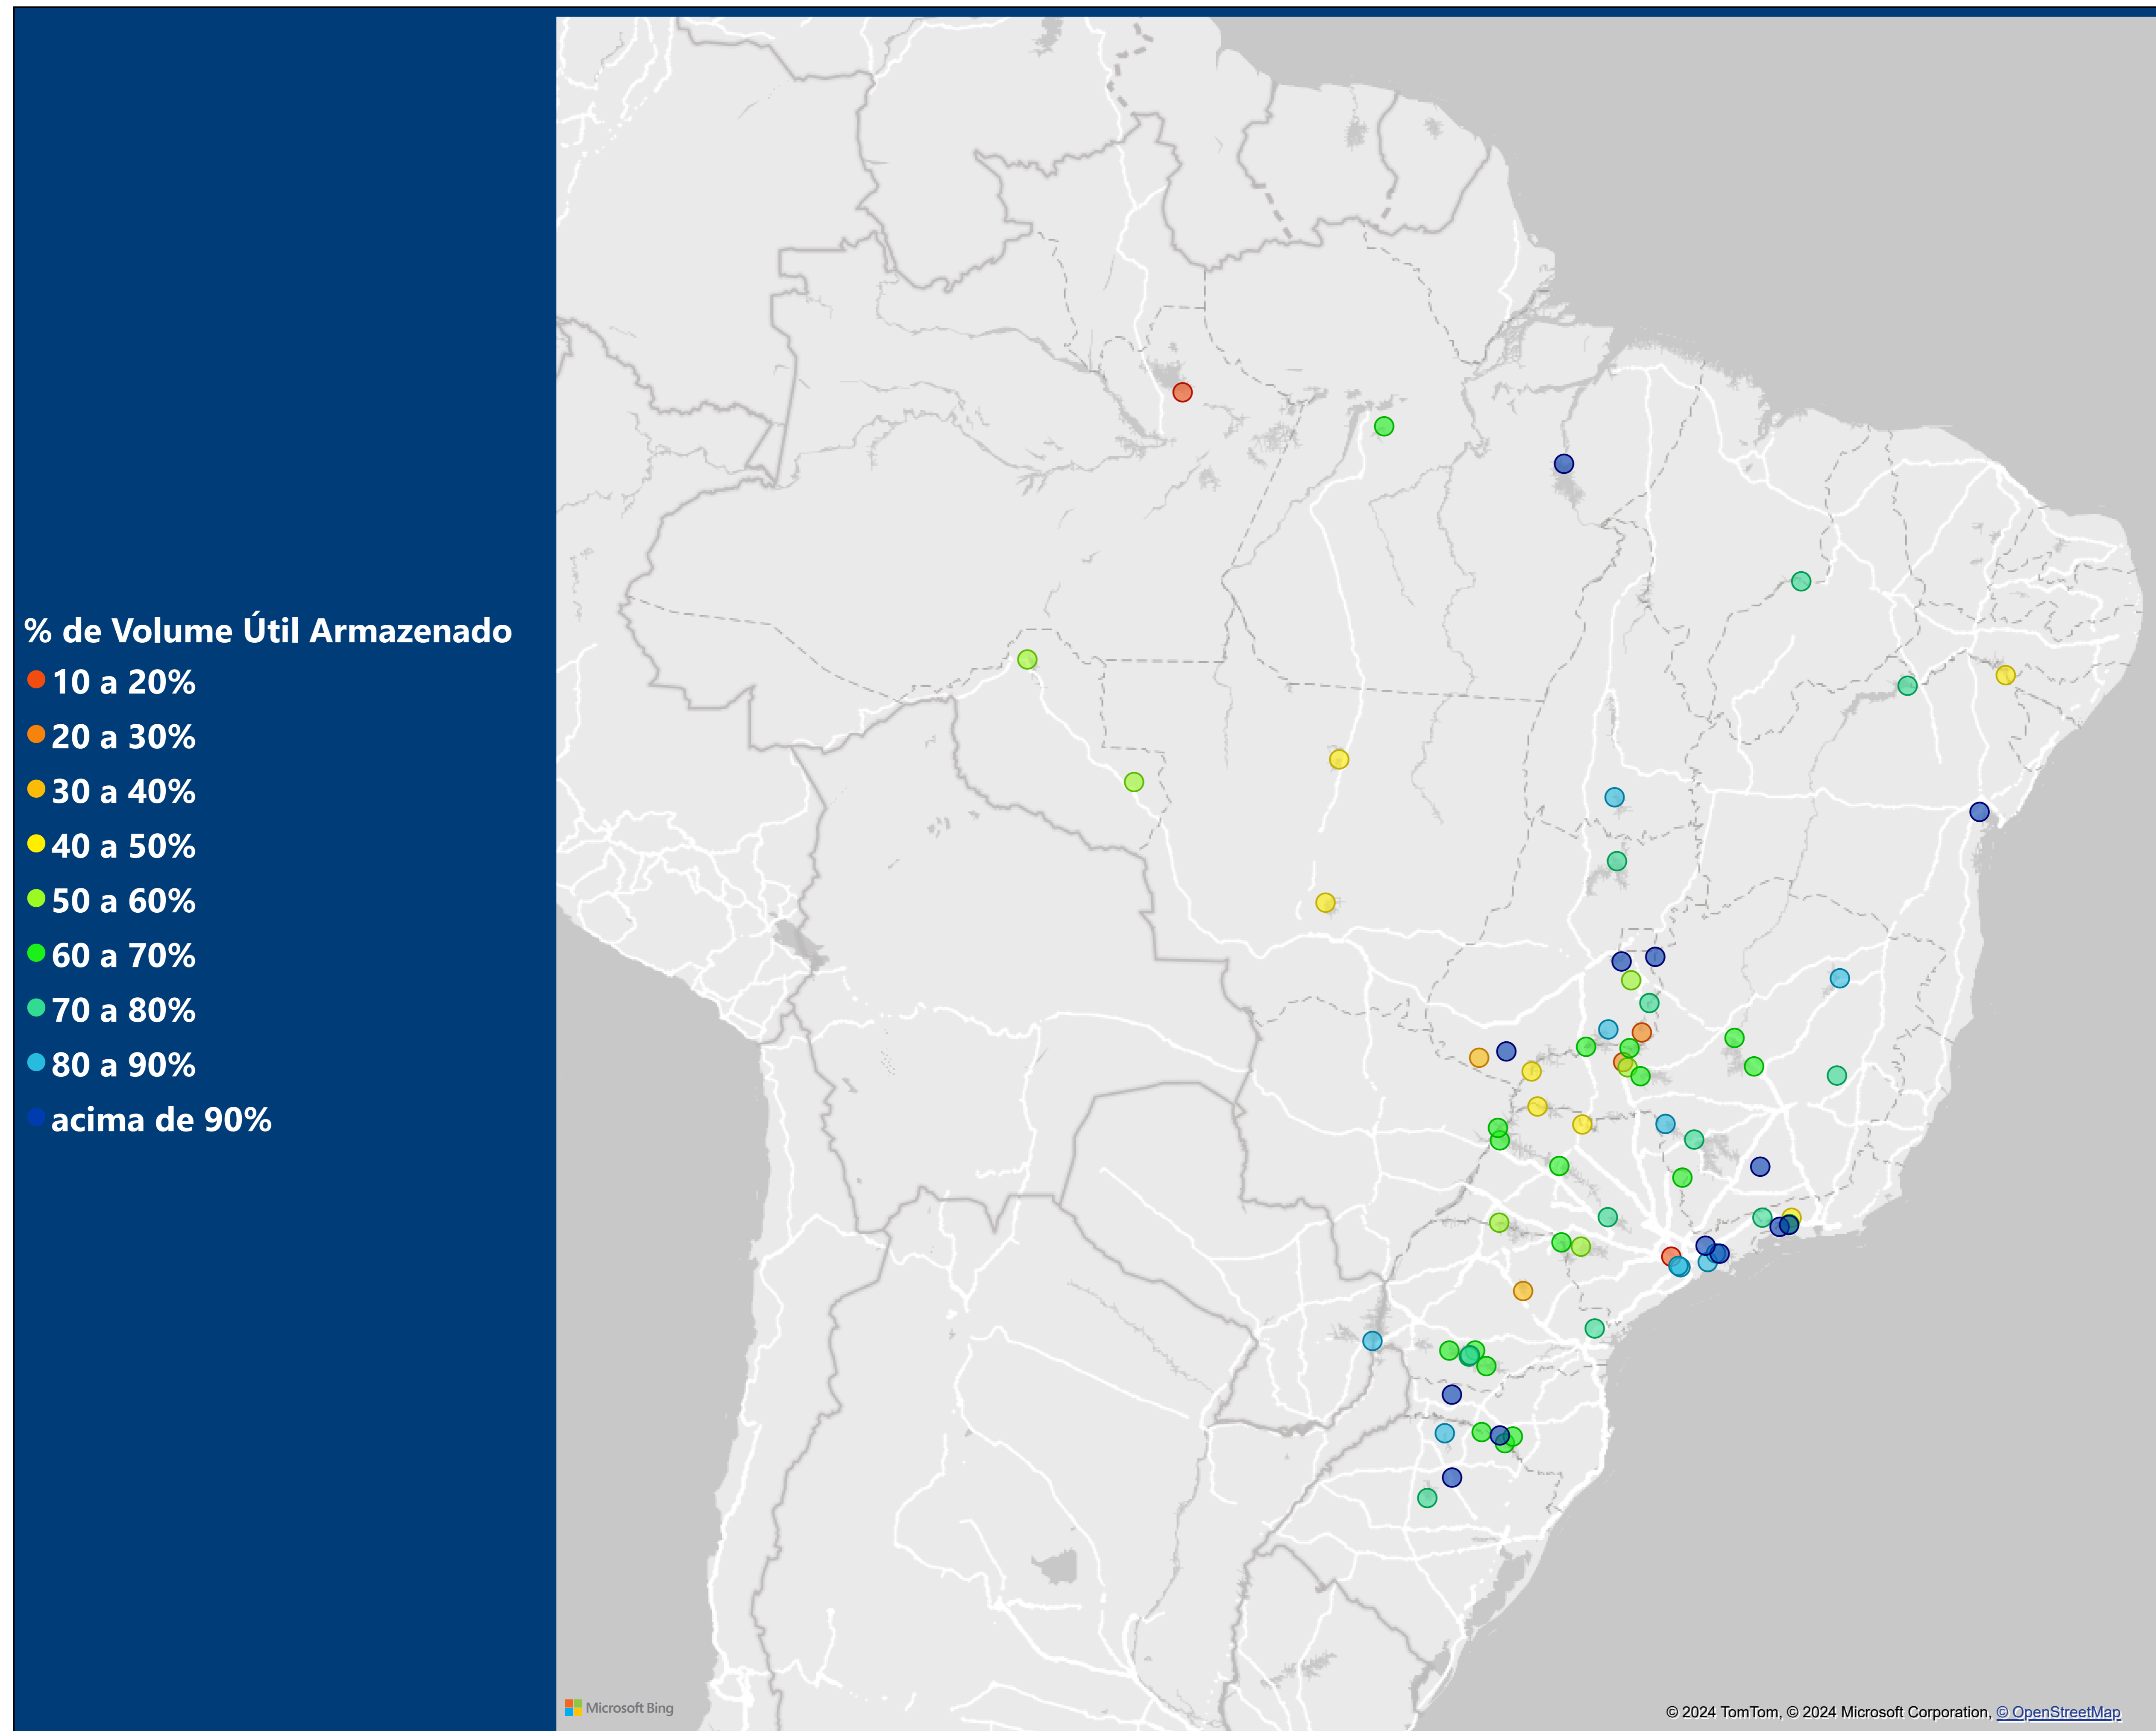 % de Volume Útil Armazenado
10 a 20%
20 a 30%
30 a 40%
40 a 50%
50 a 60%
60 a 70%
70 a 80%
80 a 90%
acima de 90%
Microsoft Bing
© 2024 TomTom, © 2024 Microsoft Corporation, © OpenStreetMap